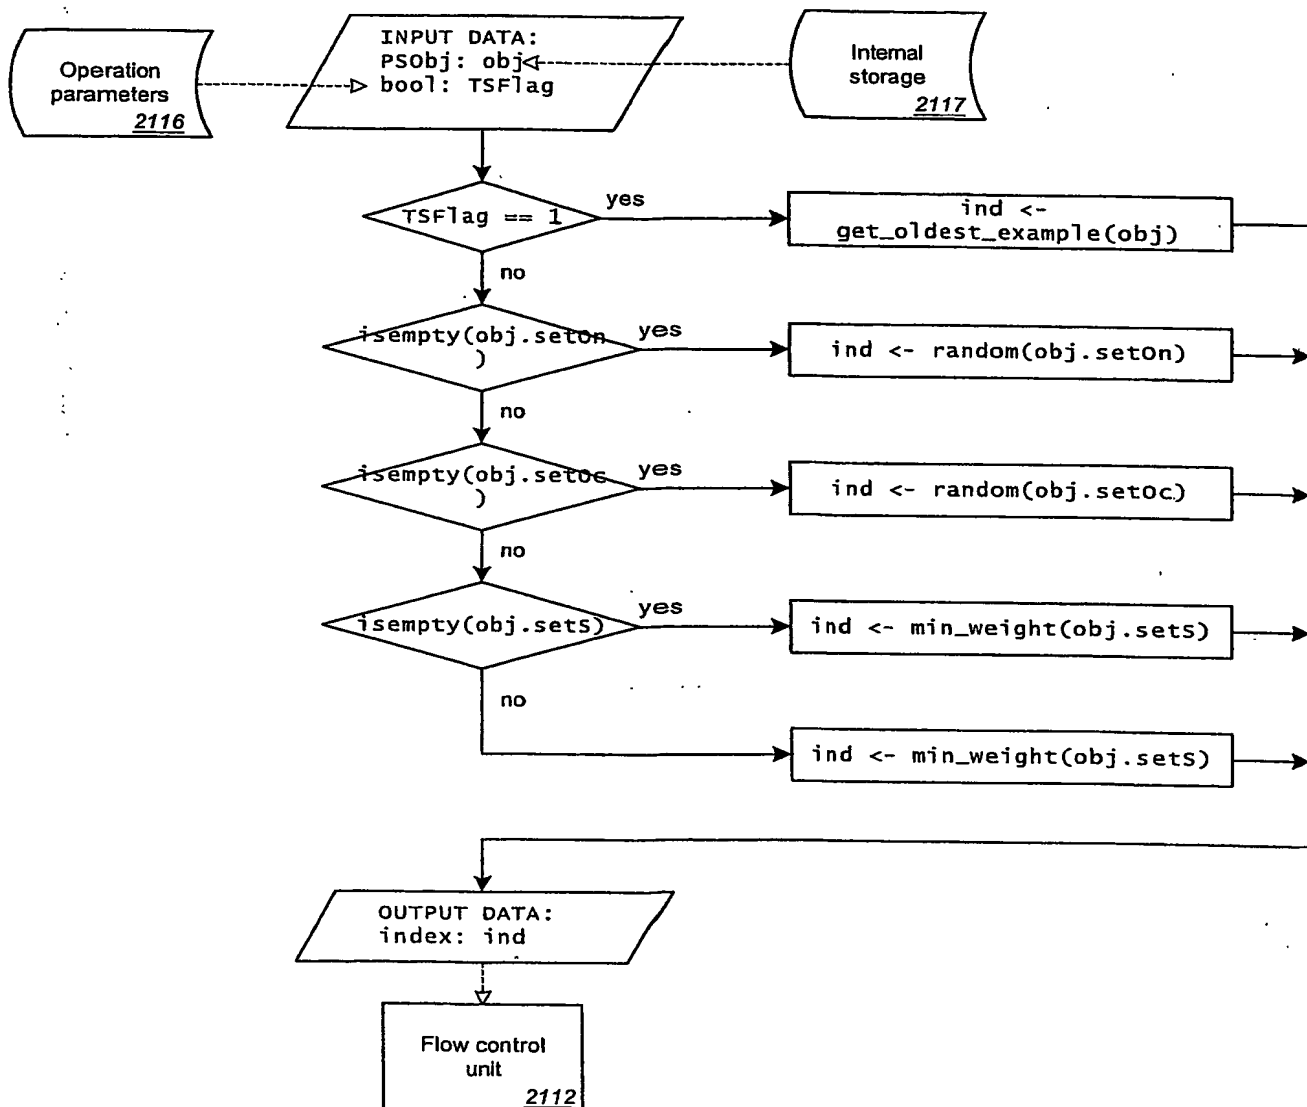 Operation
parameters
2116
INPUT DATA:
PSObj: obj
bool: TSFlag
Internal
storage
2117
TSFlag == 1
yes
ind <-
get_oldest_example(obj)
no
isempty(obj.setOn
)
yes
ind <- random(obj.setOn)
no
isempty(obj.setOc
)
yes
ind <- random(obj.setOc)
no
isempty(obj.setS)
yes
ind <- min_weight(obj.setS)
no
ind <- min_weight(obj.setS)
OUTPUT DATA:
index: ind
Flow control
unit
2112